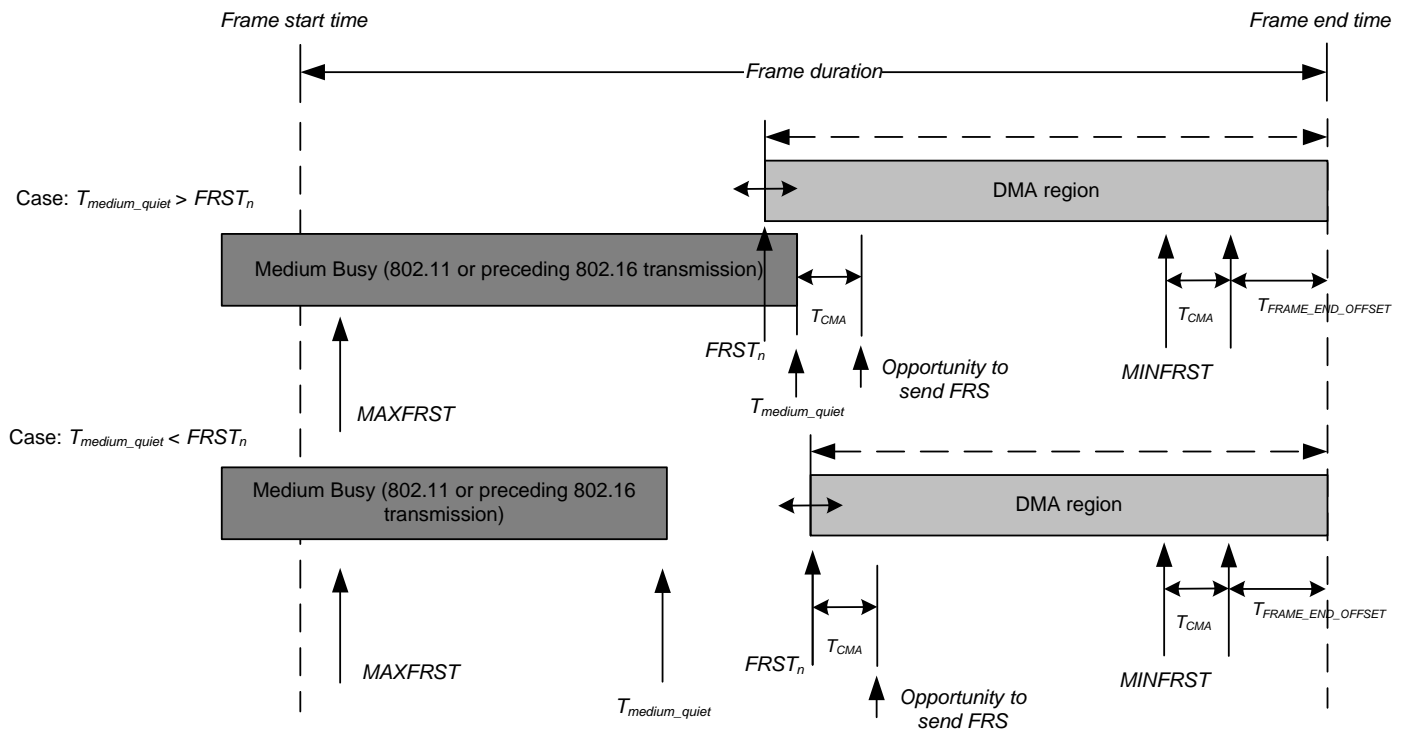 Frame start time
Frame end time
Frame duration
Case: T_medium_quiet > FRST_n
DMA region
Medium Busy (802.11 or preceding 802.16 transmission)
T_CMA
T_CMA
T_FRAME_END_OFFSET
FRST_n
Opportunity to
send FRS
MINFRST
MAXFRST
T_medium_quiet
Case: T_medium_quiet < FRST_n
Medium Busy (802.11 or preceding 802.16
transmission)
DMA region
T_CMA
T_CMA
T_FRAME_END_OFFSET
MAXFRST
FRST_n
MINFRST
T_medium_quiet
Opportunity to
send FRS